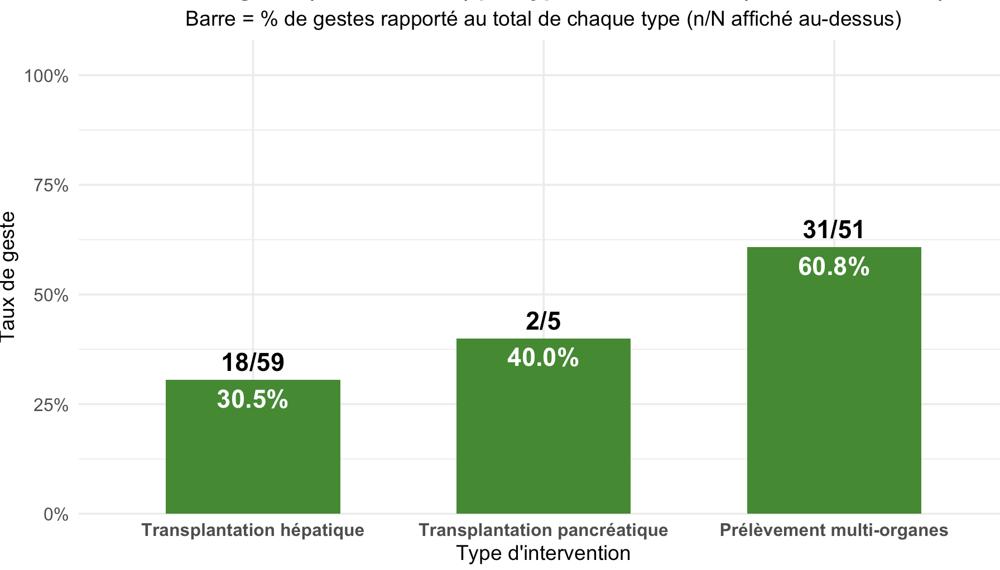 Barre = % de gestes rapporté au total de chaque type (n/N affiché au-dessus)
100%
75%
50%
25%
0%
Taux de geste
18/59
30.5%
2/5
40.0%
31/51
60.8%
Transplantation hépatique
Transplantation pancréatique
Prélèvement multi-organes
Type d'intervention